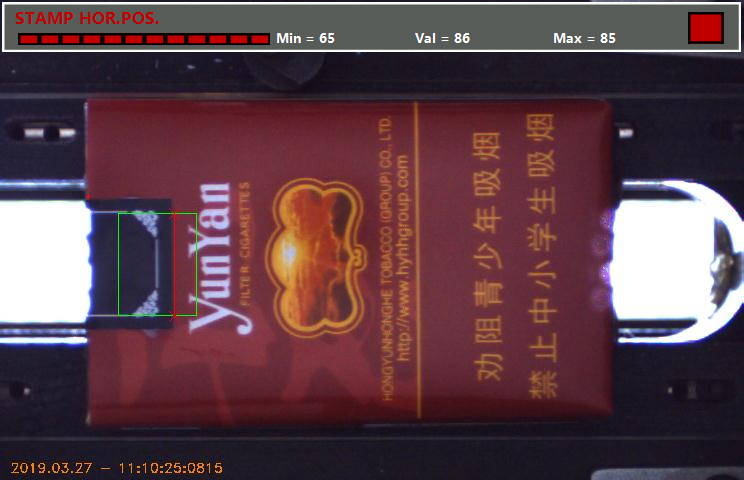 STAMP HOR.POS.
Min = 65
Val = 86
Max = 85
YunYan
FILTER CIGARETTES
HONGYUNHONGHE TOBACCO (GROUP) CO., LTD.
http://www.hyhhgroup.com
劝阻青少年吸烟
禁止中小学生吸烟
2019.03.27 - 11:10:25:0815